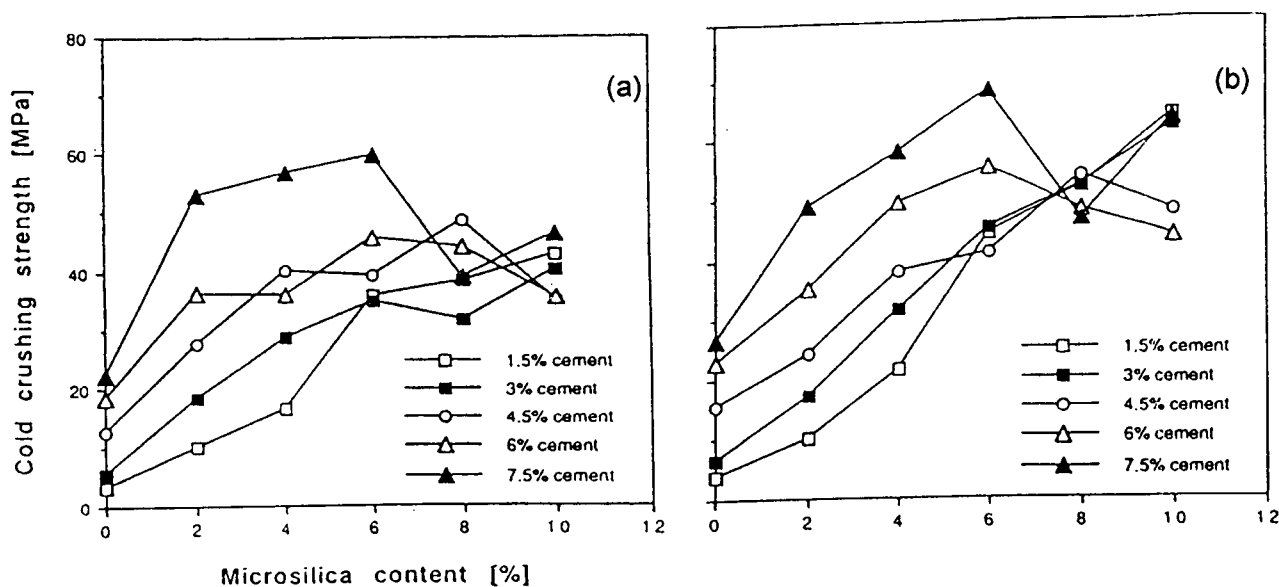 80
60
40
20
0
Cold crushing strength [MPa]
(a)
1.5% cement
3% cement
4.5% cement
6% cement
7.5% cement
0 2 4 6 8 10 12
Microsilica content [%]
(b)
1.5% cement
3% cement
4.5% cement
6% cement
7.5% cement
0 2 4 6 8 10 12